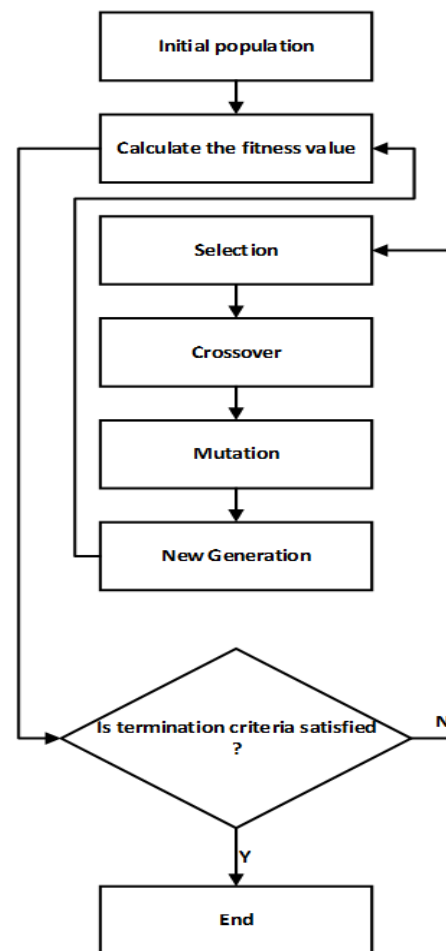 Initial population
Calculate the fitness value
Selection
Crossover
Mutation
New Generation
Is termination criteria satisfied
?
N
Y
End